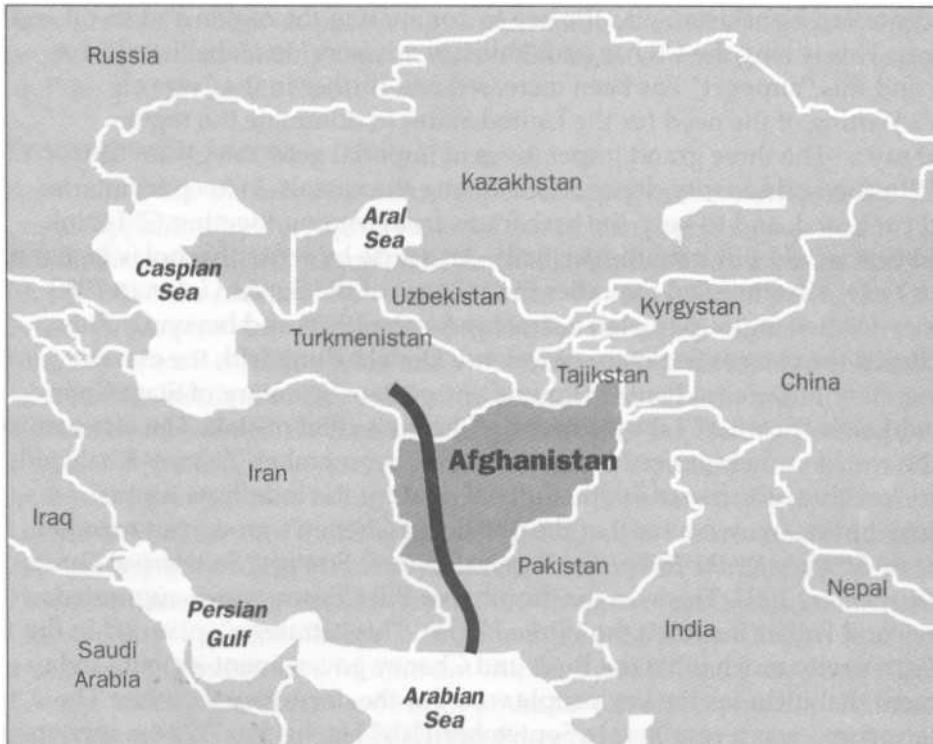 Russia
Kazakhstan
Aral
Sea
Caspian
Sea
Uzbekistan
Kyrgystan
Turkmenistan
Tajikstan
China
Afghanistan
Iran
Iraq
Pakistan
Nepal
Persian
Gulf
India
Saudi
Arabia
Arabian
Sea